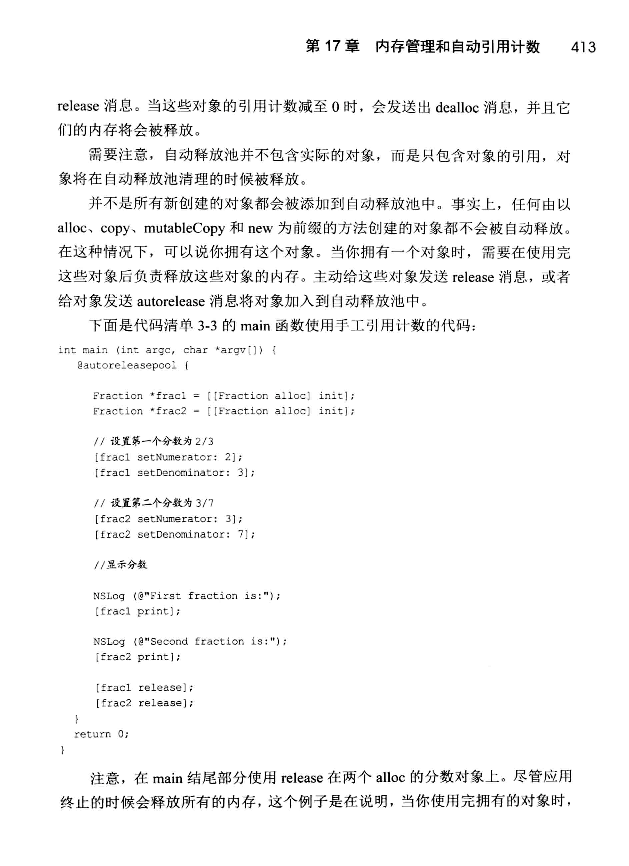 第 17 章 内存管理和自动引用计数 413
release 消息。当这些对象的引用计数减至 0 时，会发送出 dealloc 消息，并且它
们的内存将会被释放。
需要注意，自动释放池并不包含实际的对象，而是只包含对象的引用，对
象将在自动释放池清理的时候被释放。
并不是所有新创建的对象都会被添加到自动释放池中。事实上，任何由以
alloc、copy、mutableCopy 和 new 为前缀的方法创建的对象都不会被自动释放。
在这种情况下，可以说你拥有这个对象。当你拥有一个对象时，需要在使用完
这些对象后负责释放这些对象的内存。主动给这些对象发送 release 消息，或者
给对象发送 autorelease 消息将对象加入到自动释放池中。
下面是代码清单 3-3 的 main 函数使用手工引用计数的代码：
int main (int argc, char *argv[]) {
@autoreleasepool {
Fraction *frac1 = [[Fraction alloc] init];
Fraction *frac2 = [[Fraction alloc] init];
// 设置第一个分数为 2/3
[frac1 setNumerator: 2];
[frac1 setDenominator: 3];
// 设置第二个分数为 3/7
[frac2 setNumerator: 3];
[frac2 setDenominator: 7];
//显示分数
NSLog (@"First fraction is:");
[frac1 print];
NSLog (@"Second fraction is:");
[frac2 print];
[frac1 release];
[frac2 release];
}
return 0;
}
注意，在 main 结尾部分使用 release 在两个 alloc 的分数对象上。尽管应用
终止的时候会释放所有的内存，这个例子是在说明，当你使用完拥有的对象时，